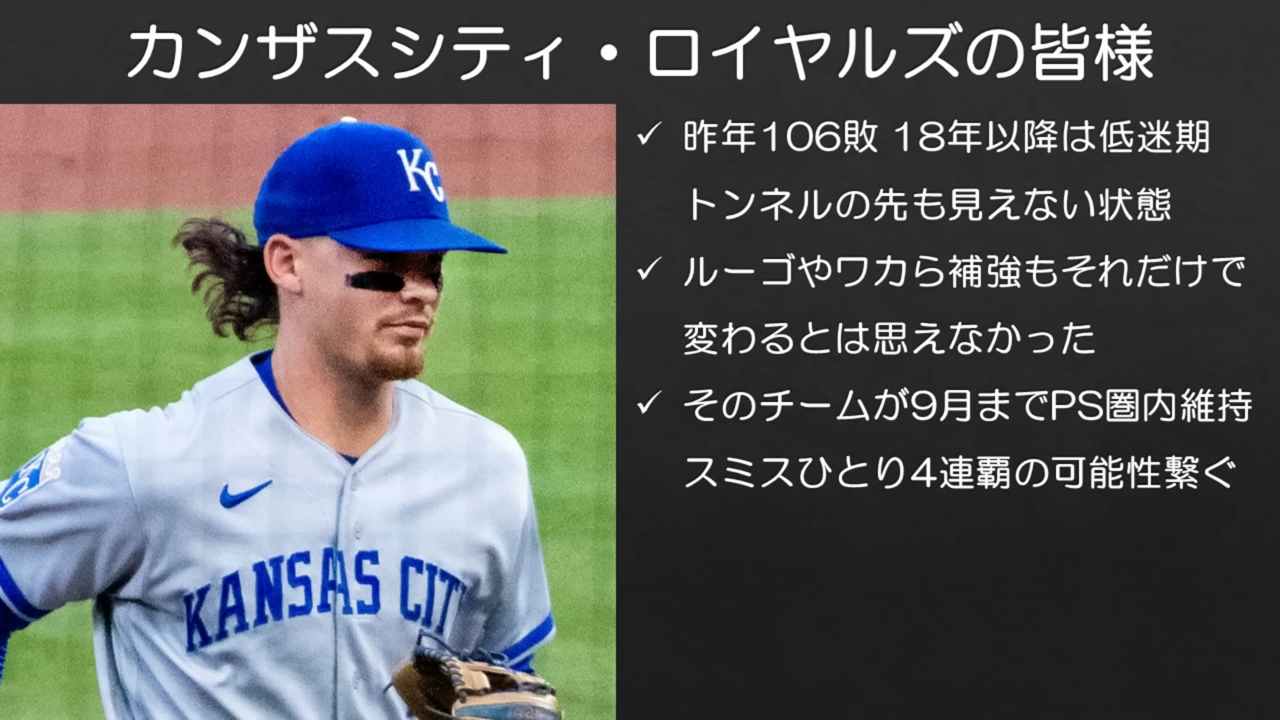 カンザスシティ・ロイヤルズの皆様
✓ 昨年106敗 18年以降は低迷期
トンネルの先も見えない状態
✓ ルーゴやワカら補強もそれだけで
変わるとは思えなかった
✓ そのチームが9月までPS圏内維持
スミスひとり4連覇の可能性繋ぐ
KC
KC
KANSAS CIT